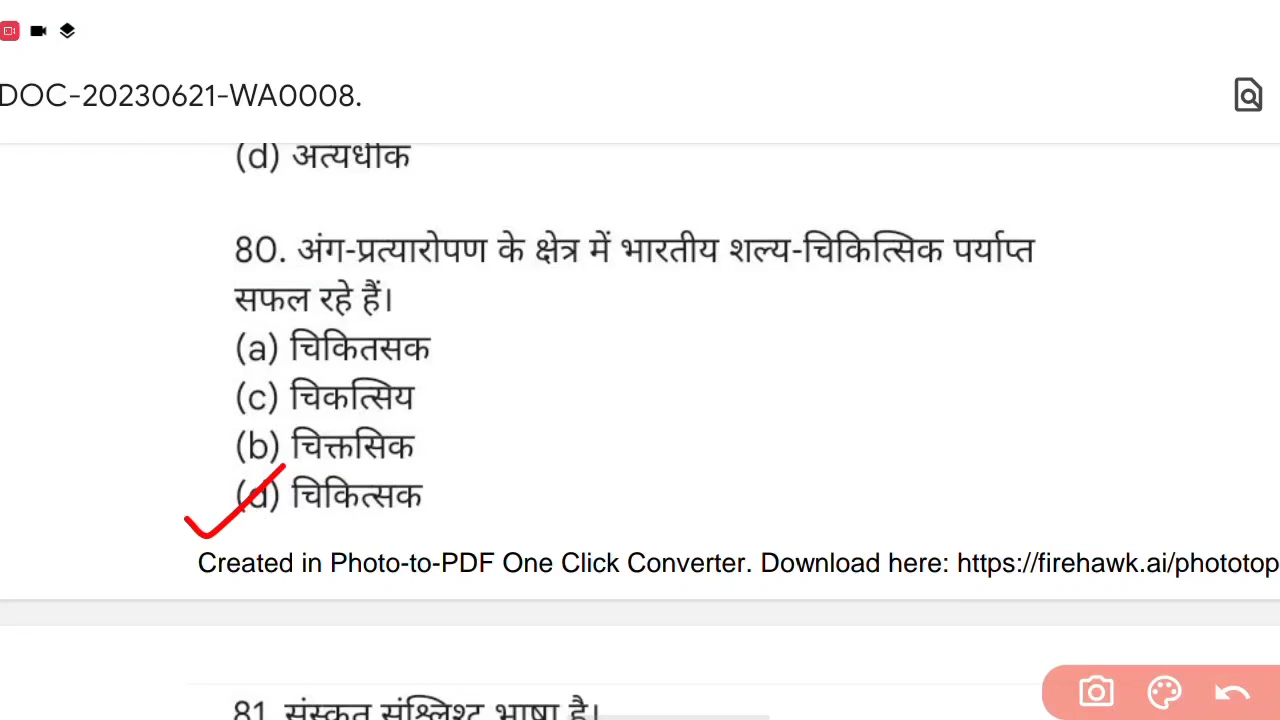 DOC-20230621-WA0008.
(d) अत्यधीक
80. अंग-प्रत्यारोपण के क्षेत्र में भारतीय शल्य-चिकित्सिक पर्याप्त
सफल रहे हैं।
(a) चिकितसक
(c) चिकत्सिय
(b) चिक्तसिक
(d) चिकित्सक
Created in Photo-to-PDF One Click Converter. Download here: https://firehawk.ai/phototop
81. संस्कृत संश्लिश्ट भाषा है।